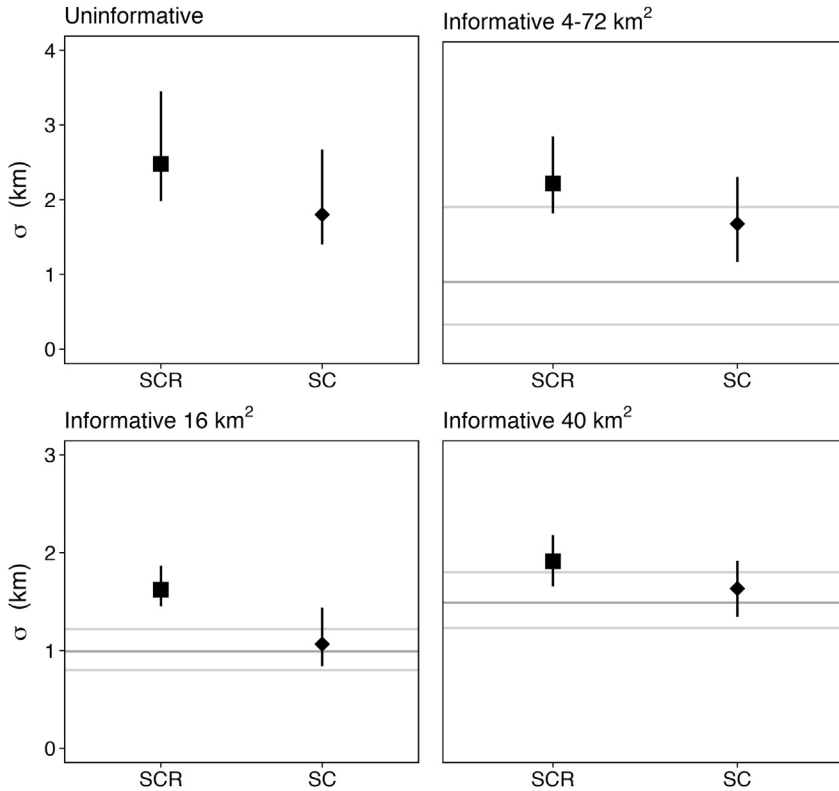 Uninformative
Informative 4-72 km²
4
3
2
1
0
σ (km)
SCR
SC
SCR
SC
Informative 16 km²
Informative 40 km²
3
2
1
0
σ (km)
SCR
SC
SCR
SC